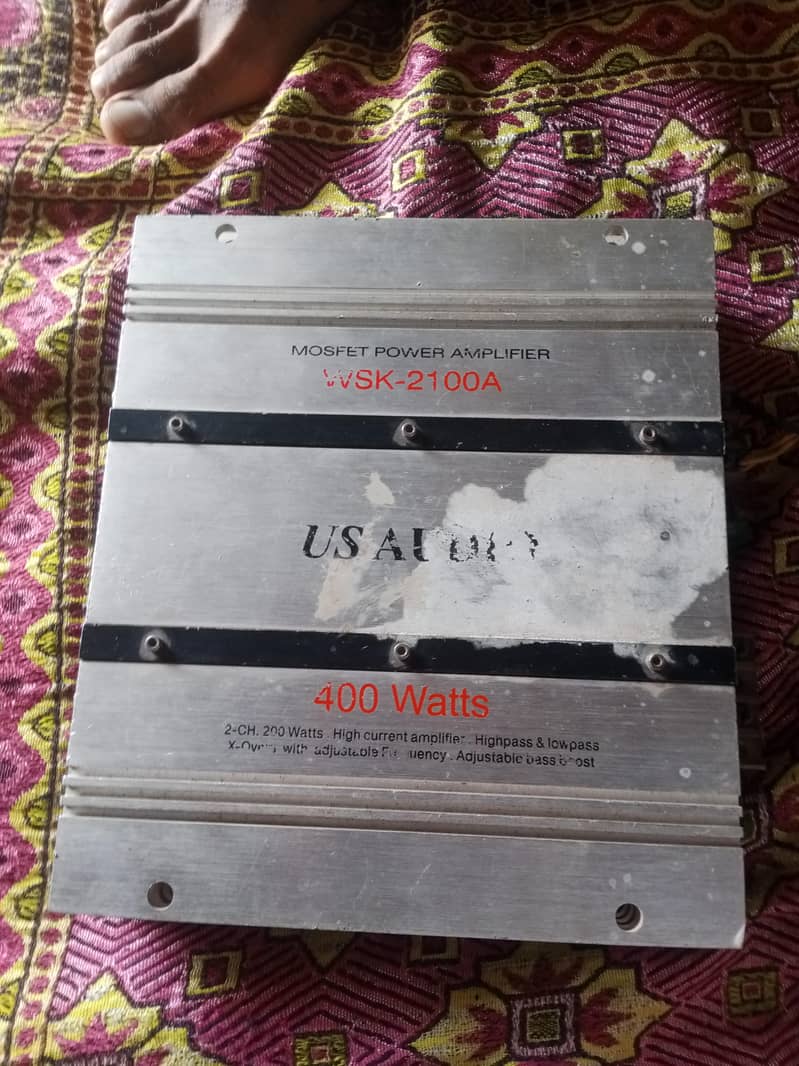 MOSFET POWER AMPLIFIER
WSK-2100A
US AUDIO
400 Watts
2-CH. 200 Watts . High current amplifier . Highpass & lowpass
X-Over, with adjustable Frequency . Adjustable bass boost